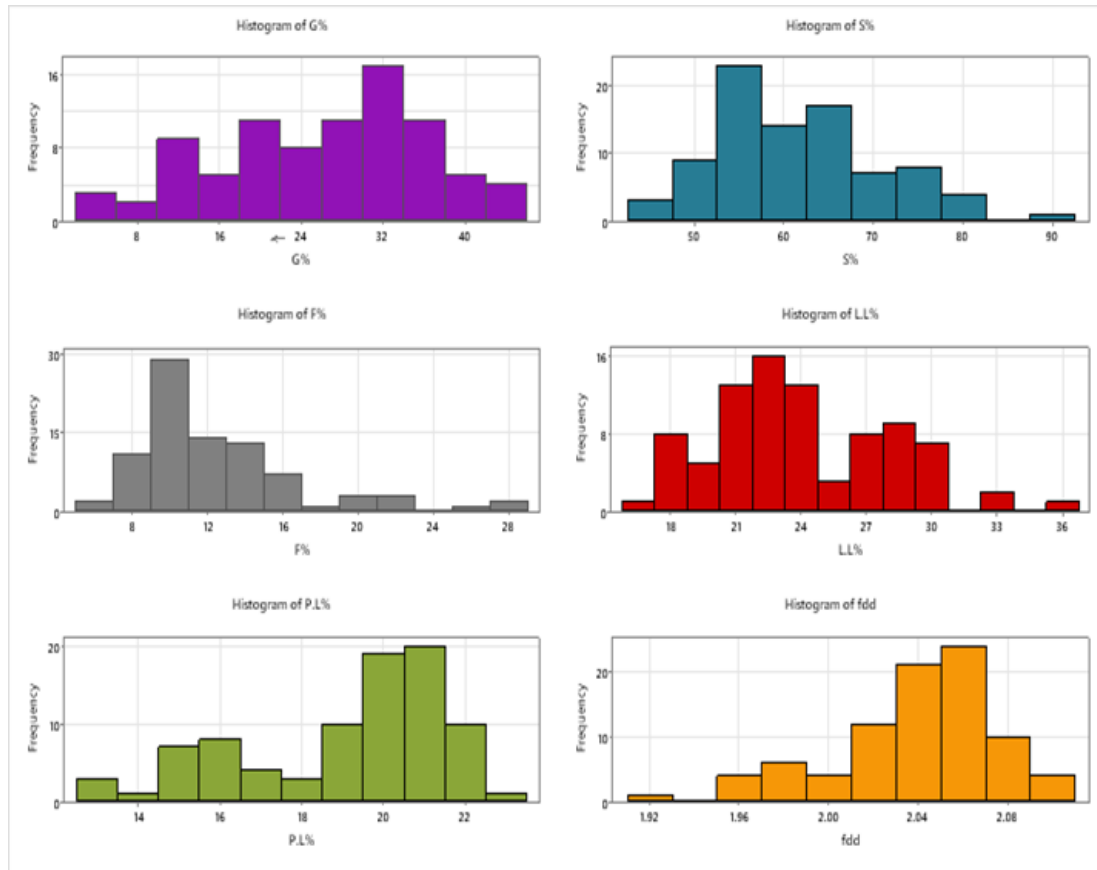 Histogram of G%
Frequency
16
8
0
8 16 24 32 40
G%
Histogram of S%
Frequency
20
10
0
50 60 70 80 90
S%
Histogram of F%
Frequency
30
15
0
8 12 16 20 24 28
F%
Histogram of L.L%
Frequency
16
8
0
18 21 24 27 30 33 36
L.L%
Histogram of P.L%
Frequency
20
10
0
14 16 18 20 22
P.L%
Histogram of fdd
Frequency
20
10
0
1.92 1.96 2.00 2.04 2.08
fdd